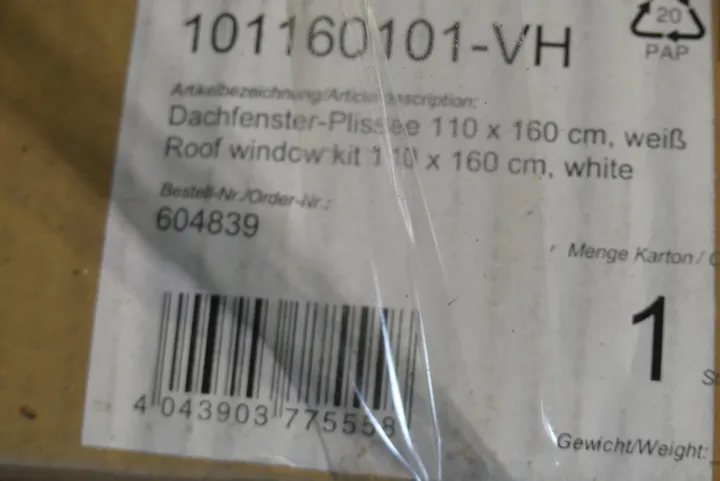 101160101-VH
20
PAP
Artikelbezeichnung/Article description:
Dachfenster-Plissee 110 x 160 cm, weiß
Roof window kit 110 x 160 cm, white
Bestell-Nr./Order-Nr.:
604839
Menge Karton /
1
4 043903 775558
Gewicht/Weight: